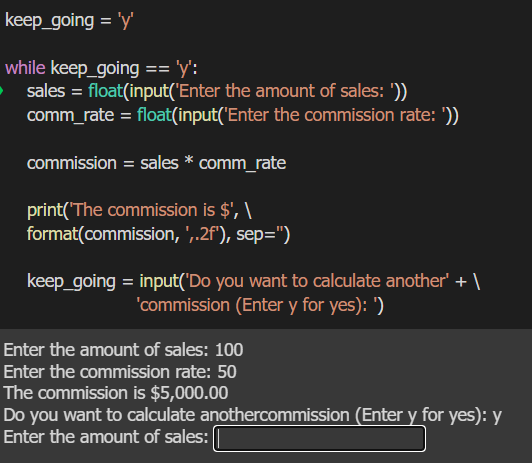 keep_going = 'y'
while keep_going == 'y':
sales = float(input('Enter the amount of sales: '))
comm_rate = float(input('Enter the commission rate: '))
commission = sales * comm_rate
print('The commission is $', \
format(commission, ',.2f'), sep='')
keep_going = input('Do you want to calculate another' + \
'commission (Enter y for yes): ')
Enter the amount of sales: 100
Enter the commission rate: 50
The commission is $5,000.00
Do you want to calculate anothercommission (Enter y for yes): y
Enter the amount of sales: